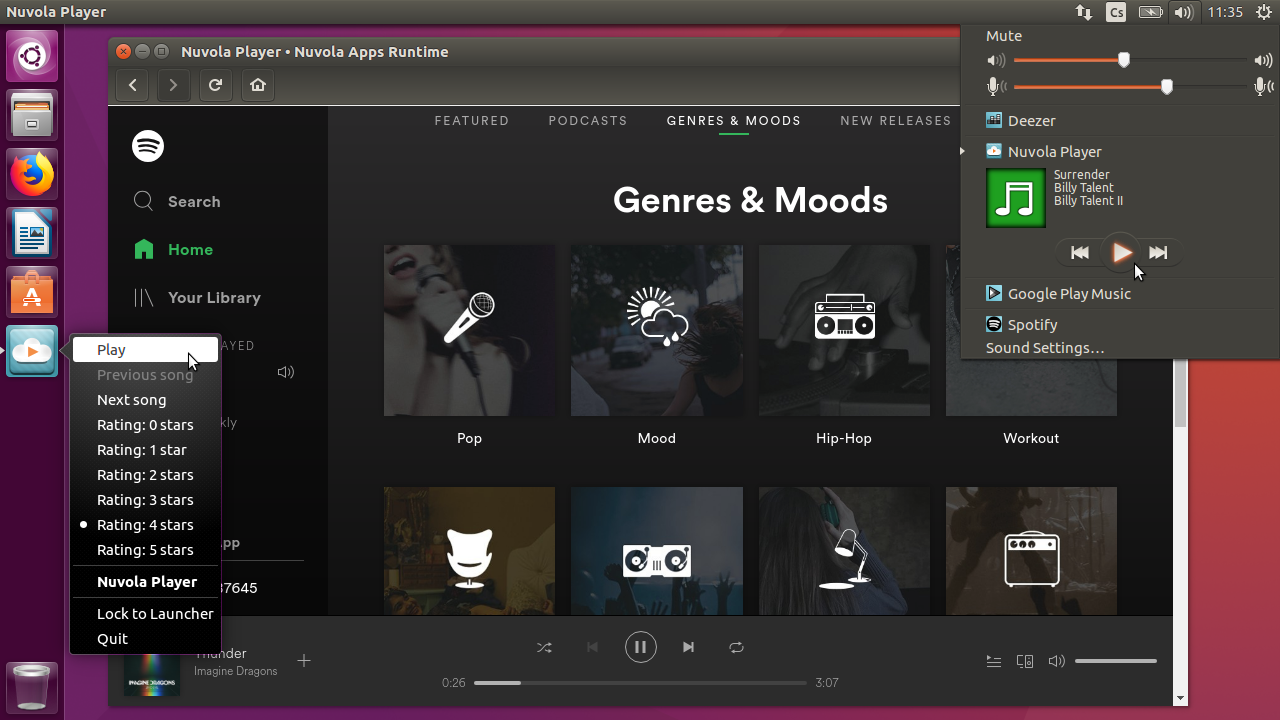 Nuvola Player
Cs
11:35
Nuvola Player • Nuvola Apps Runtime
Mute
Deezer
Nuvola Player
Surrender
Billy Talent
Billy Talent II
Google Play Music
Spotify
Sound Settings...
FEATURED
PODCASTS
GENRES & MOODS
NEW RELEASES
Search
Home
Your Library
AYED
kly
pp
37645
Genres & Moods
Pop
Mood
Hip-Hop
Workout
Play
Previous song
Next song
Rating: 0 stars
Rating: 1 star
Rating: 2 stars
Rating: 3 stars
Rating: 4 stars
Rating: 5 stars
Nuvola Player
Lock to Launcher
Quit
Thunder
Imagine Dragons
IMAGINE DRAGONS
0:26
3:07